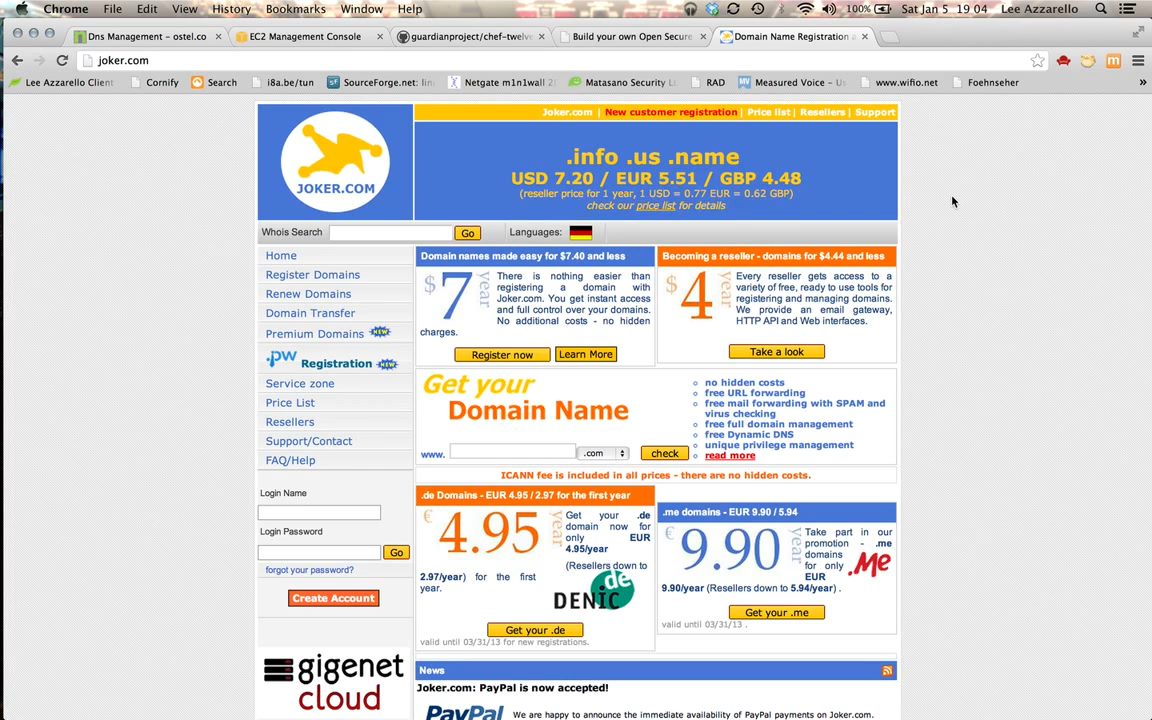 Chrome File Edit View History Bookmarks Window Help 100% Sat Jan 5 19 04 Lee Azzarello
Dns Management – ostel.co × EC2 Management Console × guardianproject/chef-twelve × Build your own Open Secure × Domain Name Registration a ×
joker.com
Lee Azzarello Client Cornify Search i8a.be/tun SourceForge.net: lin Netgate m1n1wall 2 Matasano Security L RAD Measured Voice – U www.wifio.net Foehnseher »
JOKER.COM
Joker.com | New customer registration | Price list | Resellers | Support
.info .us .name
USD 7.20 / EUR 5.51 / GBP 4.48
(reseller price for 1 year, 1 USD = 0.77 EUR = 0.62 GBP)
check our price list for details
Whois Search Go Languages:
Home
Register Domains
Renew Domains
Domain Transfer
Premium Domains NEW
.pw Registration NEW
Service zone
Price List
Resellers
Support/Contact
FAQ/Help
Login Name
Login Password
Go
forgot your password?
Create Account
gigenet
cloud
Domain names made easy for $7.40 and less
$7 year
There is nothing easier than
registering a domain with
Joker.com. You get instant access
and full control over your domains.
No additional costs - no hidden
charges.
Register now Learn More
Becoming a reseller - domains for $4.44 and less
$4 year
Every reseller gets access to a
variety of free, ready to use tools for
registering and managing domains.
We provide an email gateway,
HTTP API and Web interfaces.
Take a look
Get your
Domain Name
www. .com check
no hidden costs
free URL forwarding
free mail forwarding with SPAM and
virus checking
free full domain management
free Dynamic DNS
unique privilege management
read more
ICANN fee is included in all prices - there are no hidden costs.
.de Domains - EUR 4.95 / 2.97 for the first year
€4.95 year
Get your .de
domain now for
only EUR
4.95/year
(Resellers down to
2.97/year) for the first
year.
.de
DENIC
Get your .de
valid until 03/31/13 for new registrations.
.me domains - EUR 9.90 / 5.94
€9.90 year
Take part in our
promotion - .me
domains
for only
EUR
9.90/year (Resellers down to 5.94/year) .
.Me
Get your .me
valid until 03/31/13 .
News
Joker.com: PayPal is now accepted!
PayPal We are happy to announce the immediate availability of PayPal payments on Joker.com.